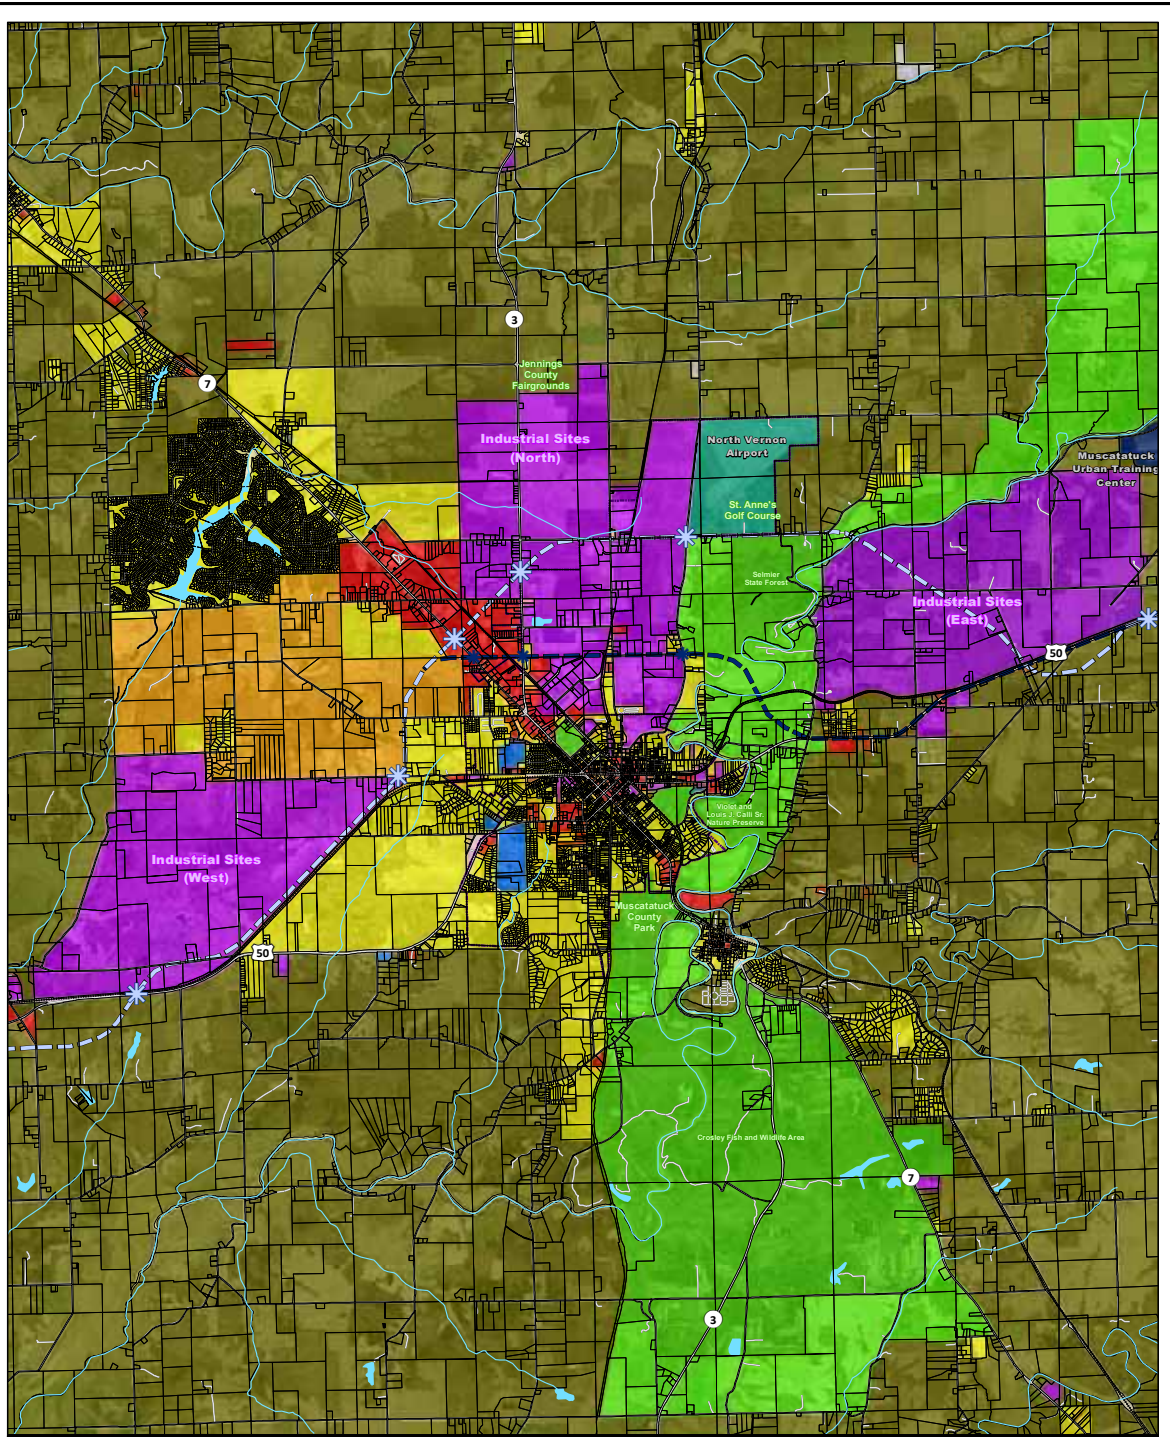 3
Jennings
County
Fairgrounds
7
Industrial Sites
(North)
North Vernon
Airport
Muscatatuck
Urban Training
Center
St. Anne's
Golf Course
Selmier
State Forest
Industrial Sites
(East)
50
Violet and
Louis J. Calli Sr.
Nature Preserve
Industrial Sites
(West)
Muscatatuck
County
Park
50
Crosley Fish and Wildlife Area
7
3